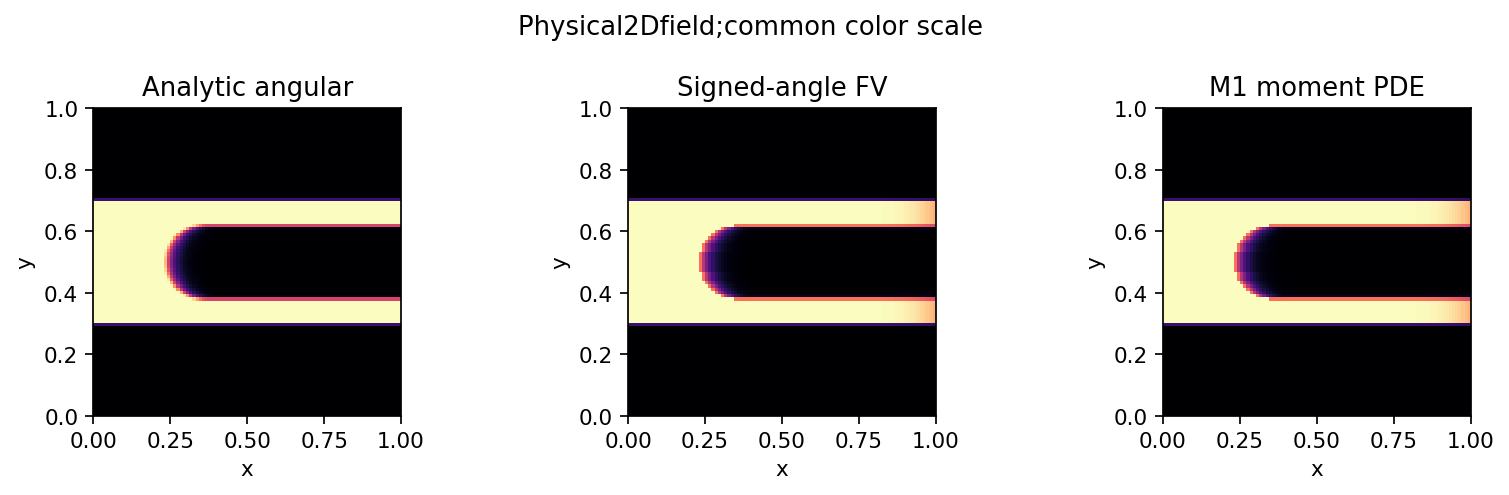 Physical2Dfield;common color scale
Analytic angular
Signed-angle FV
M1 moment PDE
y
1.0
0.8
0.6
0.4
0.2
0.0
0.00 0.25 0.50 0.75 1.00
x
y
1.0
0.8
0.6
0.4
0.2
0.0
0.00 0.25 0.50 0.75 1.00
x
y
1.0
0.8
0.6
0.4
0.2
0.0
0.00 0.25 0.50 0.75 1.00
x